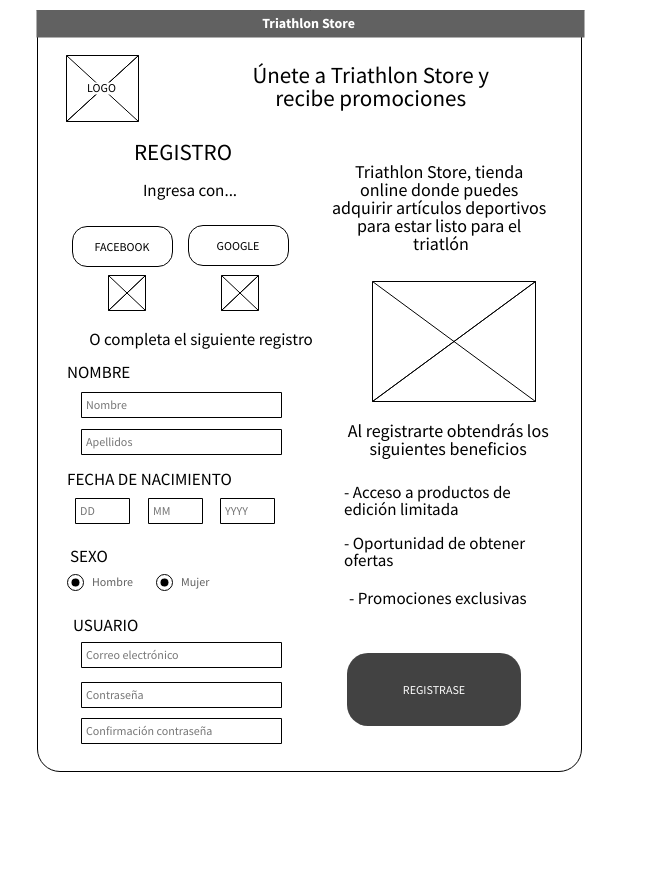 Triathlon Store
LOGO
Únete a Triathlon Store y
recibe promociones
REGISTRO
Ingresa con...
FACEBOOK
GOOGLE
O completa el siguiente registro
NOMBRE
Nombre
Apellidos
FECHA DE NACIMIENTO
DD
MM
YYYY
SEXO
Hombre
Mujer
USUARIO
Correo electrónico
Contraseña
Confirmación contraseña
Triathlon Store, tienda
online donde puedes
adquirir artículos deportivos
para estar listo para el
triatlón
Al registrarte obtendrás los
siguientes beneficios
- Acceso a productos de
edición limitada
- Oportunidad de obtener
ofertas
- Promociones exclusivas
REGISTRASE